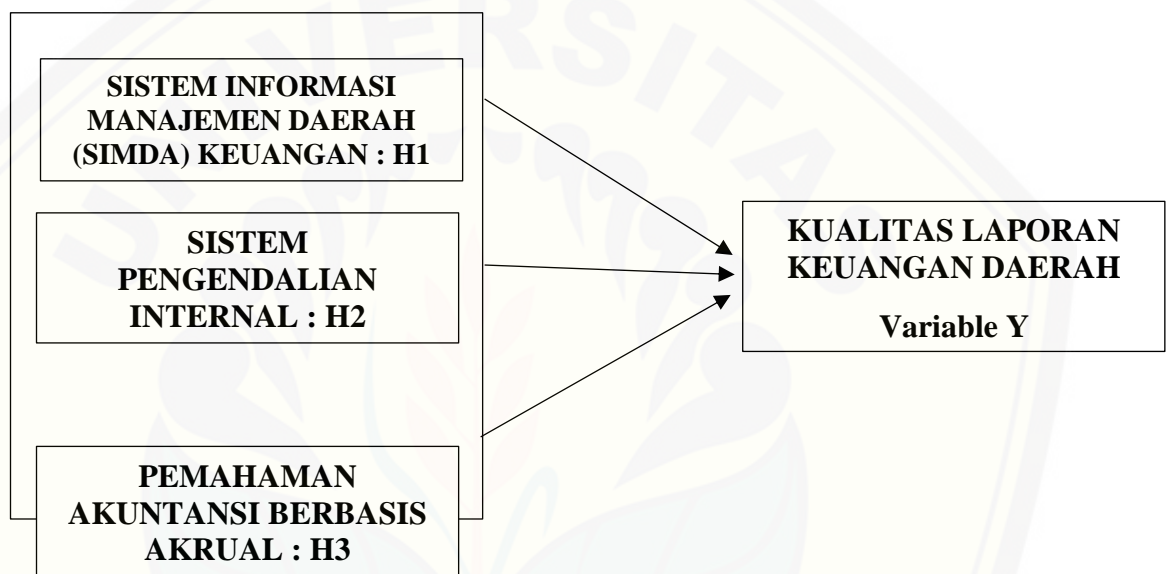 SISTEM INFORMASI
MANAJEMEN DAERAH
(SIMDA) KEUANGAN : H1
SISTEM
PENGENDALIAN
INTERNAL : H2
PEMAHAMAN
AKUNTANSI BERBASIS
AKRUAL : H3
KUALITAS LAPORAN
KEUANGAN DAERAH
Variable Y
UNIVERSITAS